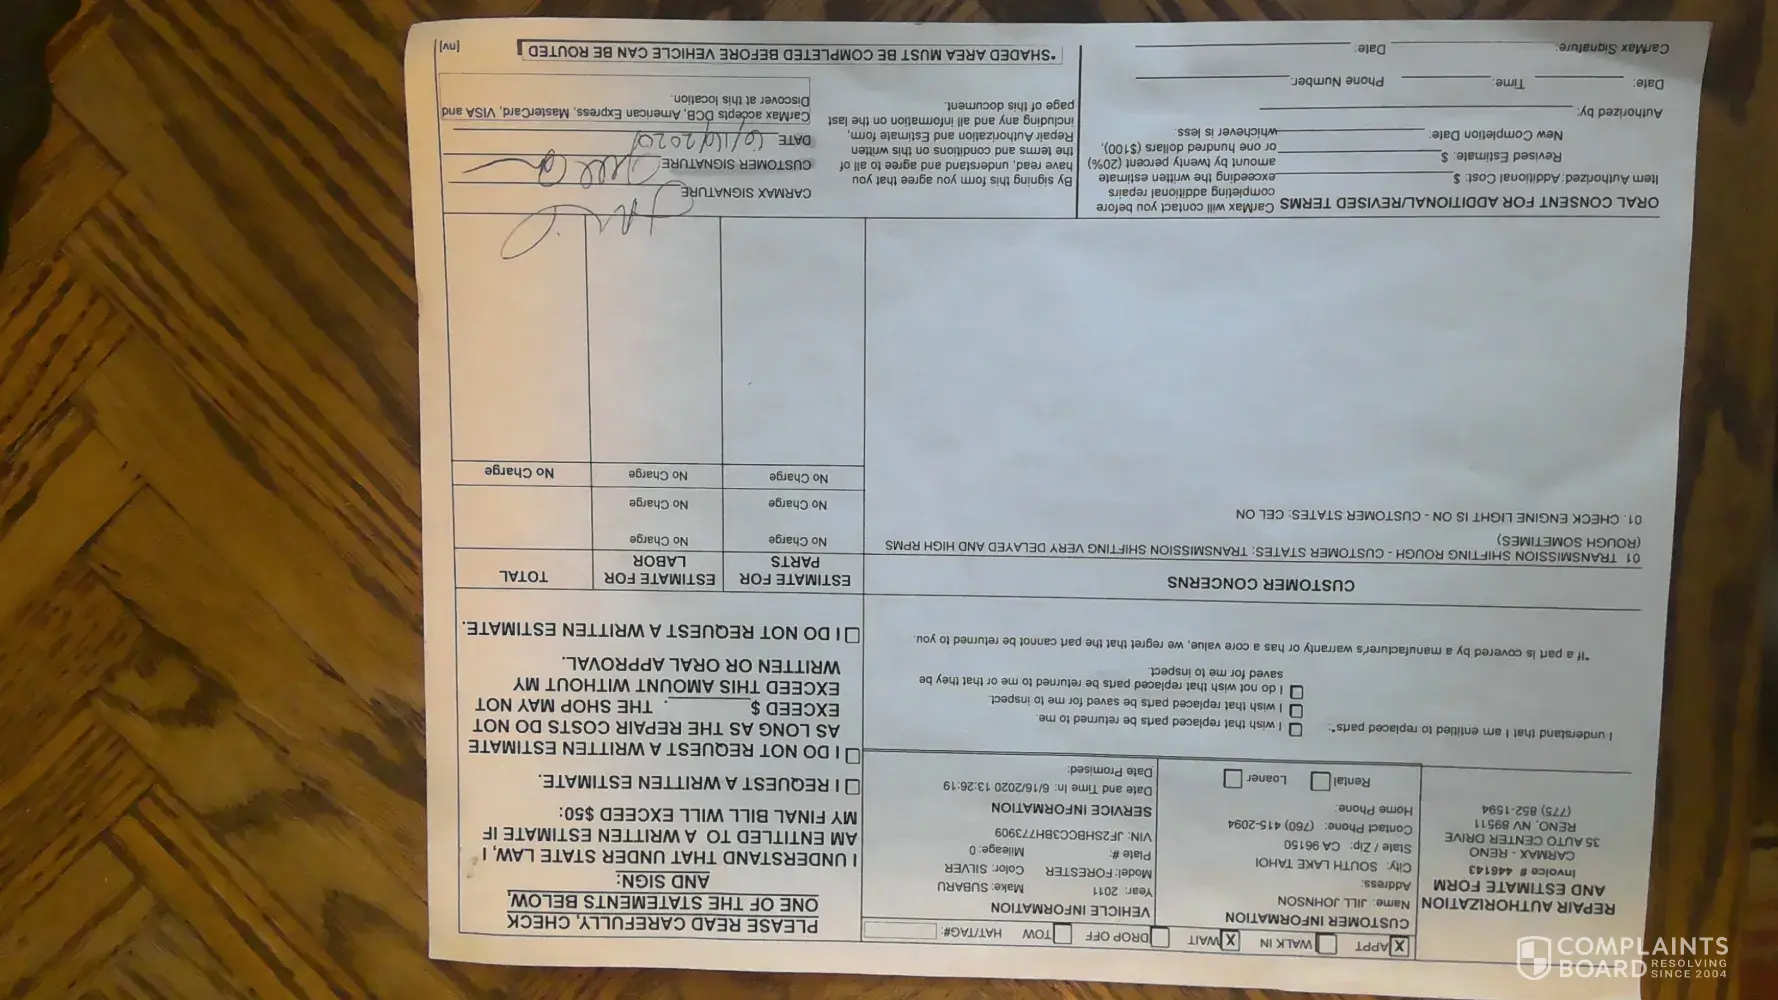 REPAIR AUTHORIZATION
AND ESTIMATE FORM
Invoice # 446143
CARMAX - RENO
35 AUTO CENTER DRIVE
RENO, NV 89511
(775) 852-1594
X APPT WALK IN X WAIT DROP OFF TOW HAT/TAG#:
CUSTOMER INFORMATION
Name: JILL JOHNSON
Address:
City: SOUTH LAKE TAHOI
State / Zip: CA 96150
Contact Phone: (760) 415-2094
Home Phone:
Rental Loaner
VEHICLE INFORMATION
Year: 2011 Make: SUBARU
Model: FORESTER Color: SILVER
Plate #: Mileage: 0
VIN: JF2SHBCC3BH773909
SERVICE INFORMATION
Date and Time In: 6/16/2020 13:26:19
Date Promised:
PLEASE READ CAREFULLY, CHECK
ONE OF THE STATEMENTS BELOW,
AND SIGN:
I UNDERSTAND THAT UNDER STATE LAW, I
AM ENTITLED TO A WRITTEN ESTIMATE IF
MY FINAL BILL WILL EXCEED $50:
I REQUEST A WRITTEN ESTIMATE.
I DO NOT REQUEST A WRITTEN ESTIMATE
AS LONG AS THE REPAIR COSTS DO NOT
EXCEED $ . THE SHOP MAY NOT
EXCEED THIS AMOUNT WITHOUT MY
WRITTEN OR ORAL APPROVAL.
I DO NOT REQUEST A WRITTEN ESTIMATE.
I understand that I am entitled to replaced parts*:
I wish that replaced parts be returned to me.
I wish that replaced parts be saved for me to inspect.
I do not wish that replaced parts be returned to me or that they be
saved for me to inspect.
*If a part is covered by a manufacturer's warranty or has a core value, we regret that the part cannot be returned to you.
CUSTOMER CONCERNS
ESTIMATE FOR
PARTS
ESTIMATE FOR
LABOR
TOTAL
01 TRANSMISSION SHIFTING ROUGH - CUSTOMER STATES: TRANSMISSION SHIFTING VERY DELAYED AND HIGH RPMS
(ROUGH SOMETIMES)
No Charge No Charge
01. CHECK ENGINE LIGHT IS ON - CUSTOMER STATES: CEL ON
No Charge No Charge
No Charge No Charge No Charge
ORAL CONSENT FOR ADDITIONAL/REVISED TERMS
Item Authorized: Additional Cost: $
Revised Estimate: $
New Completion Date:
Authorized by:
Date: Time: Phone Number:
CarMax Signature: Date:
CarMax will contact you before
completing additional repairs
exceeding the written estimate
amount by twenty percent (20%)
or one hundred dollars ($100),
whichever is less.
By signing this form you agree that you
have read, understand and agree to all of
the terms and conditions on this written
Repair Authorization and Estimate form,
including any and all information on the last
page of this document.
CARMAX SIGNATURE
CUSTOMER SIGNATURE
DATE 6/16/2020
CarMax accepts DCB, American Express, MasterCard, VISA and
Discover at this location.
*SHADED AREA MUST BE COMPLETED BEFORE VEHICLE CAN BE ROUTED
[nv]
COMPLAINTS
BOARD RESOLVING
SINCE 2004